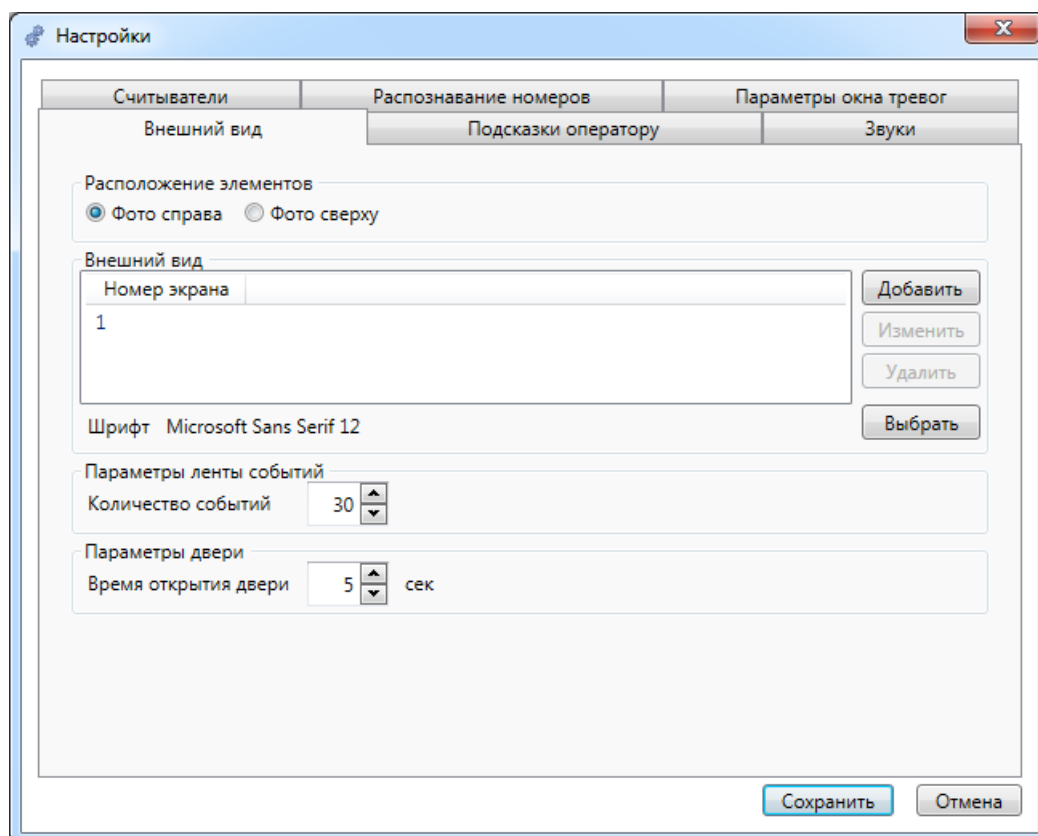 Настройки
Считыватели Распознавание номеров Параметры окна тревог
Внешний вид Подсказки оператору Звуки
Расположение элементов
Фото справа Фото сверху
Внешний вид
Номер экрана Добавить
1 Изменить
Удалить
Шрифт Microsoft Sans Serif 12 Выбрать
Параметры ленты событий
Количество событий 30
Параметры двери
Время открытия двери 5 сек
Сохранить Отмена